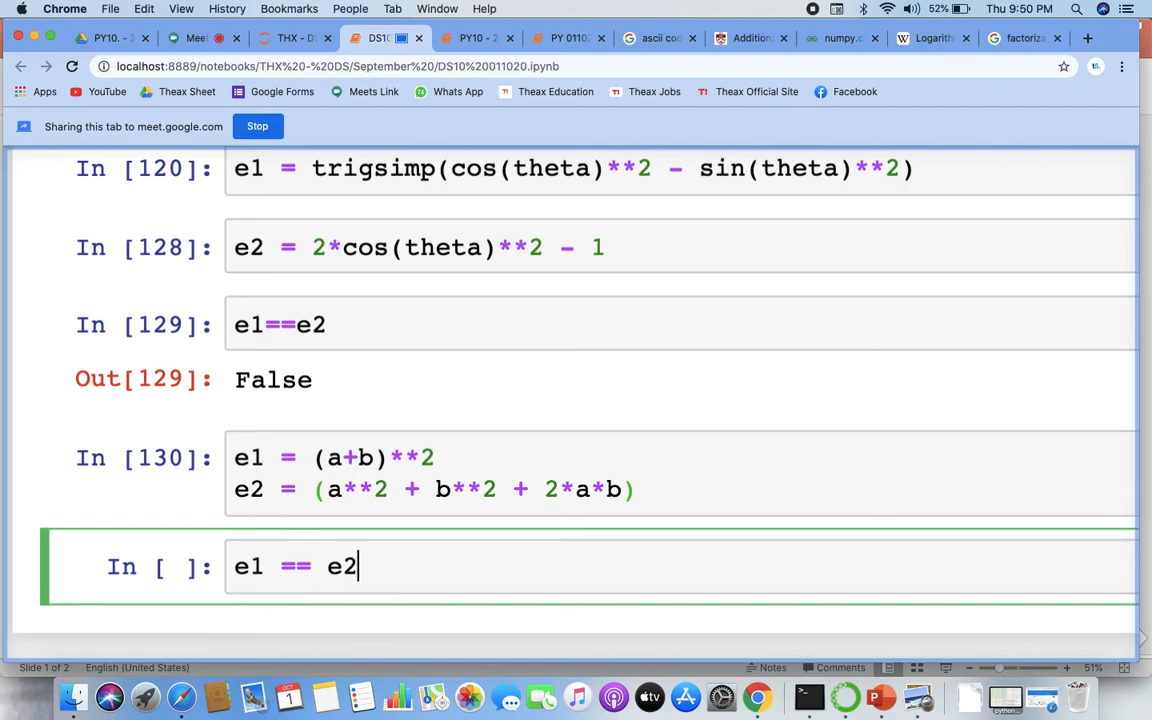 Chrome File Edit View History Bookmarks People Tab Window Help 52% Thu 9:50 PM
PY10. - 2 × Meet × THX - DS × DS10 × PY10 - 2 × PY 0110 × ascii cod × Addition × numpy.c × Logarith × factoriza × +
localhost:8889/notebooks/THX%20-%20DS/September%20/DS10%20011020.ipynb
Apps YouTube Theax Sheet Google Forms Meets Link Whats App Theax Education Theax Jobs Theax Official Site Facebook
Sharing this tab to meet.google.com Stop
In [120]: e1 = trigsimp(cos(theta)**2 - sin(theta)**2)
In [128]: e2 = 2*cos(theta)**2 - 1
In [129]: e1==e2
Out[129]: False
In [130]: e1 = (a+b)**2
e2 = (a**2 + b**2 + 2*a*b)
In [ ]: e1 == e2
Slide 1 of 2 English (United States) Notes Comments 51%